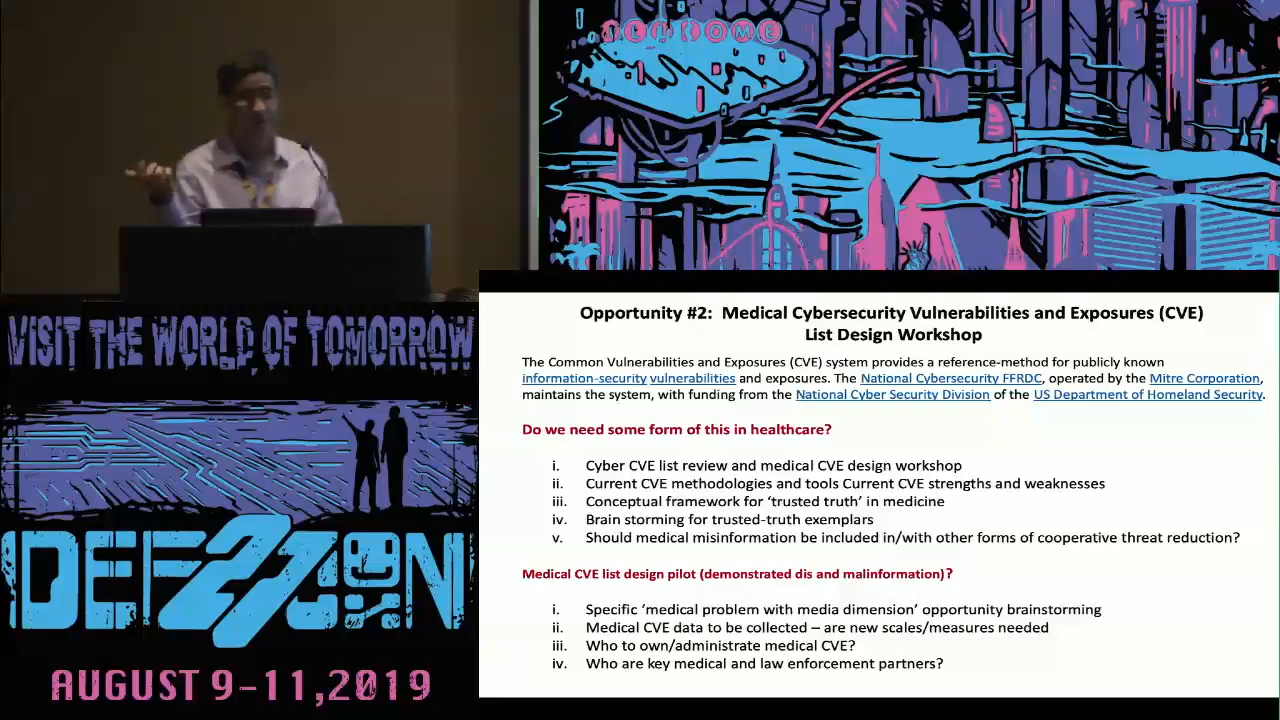 WELCOME
VISIT THE WORLD OF TOMORROW
DEF CON
27
AUGUST 9-11,2019
Opportunity #2:  Medical Cybersecurity Vulnerabilities and Exposures (CVE)
List Design Workshop
The Common Vulnerabilities and Exposures (CVE) system provides a reference-method for publicly known
information-security vulnerabilities and exposures. The National Cybersecurity FFRDC, operated by the Mitre Corporation,
maintains the system, with funding from the National Cyber Security Division of the US Department of Homeland Security.
Do we need some form of this in healthcare?
i. Cyber CVE list review and medical CVE design workshop
ii. Current CVE methodologies and tools Current CVE strengths and weaknesses
iii. Conceptual framework for ‘trusted truth’ in medicine
iv. Brain storming for trusted-truth exemplars
v. Should medical misinformation be included in/with other forms of cooperative threat reduction?
Medical CVE list design pilot (demonstrated dis and malinformation)?
i. Specific ‘medical problem with media dimension’ opportunity brainstorming
ii. Medical CVE data to be collected – are new scales/measures needed
iii. Who to own/administrate medical CVE?
iv. Who are key medical and law enforcement partners?